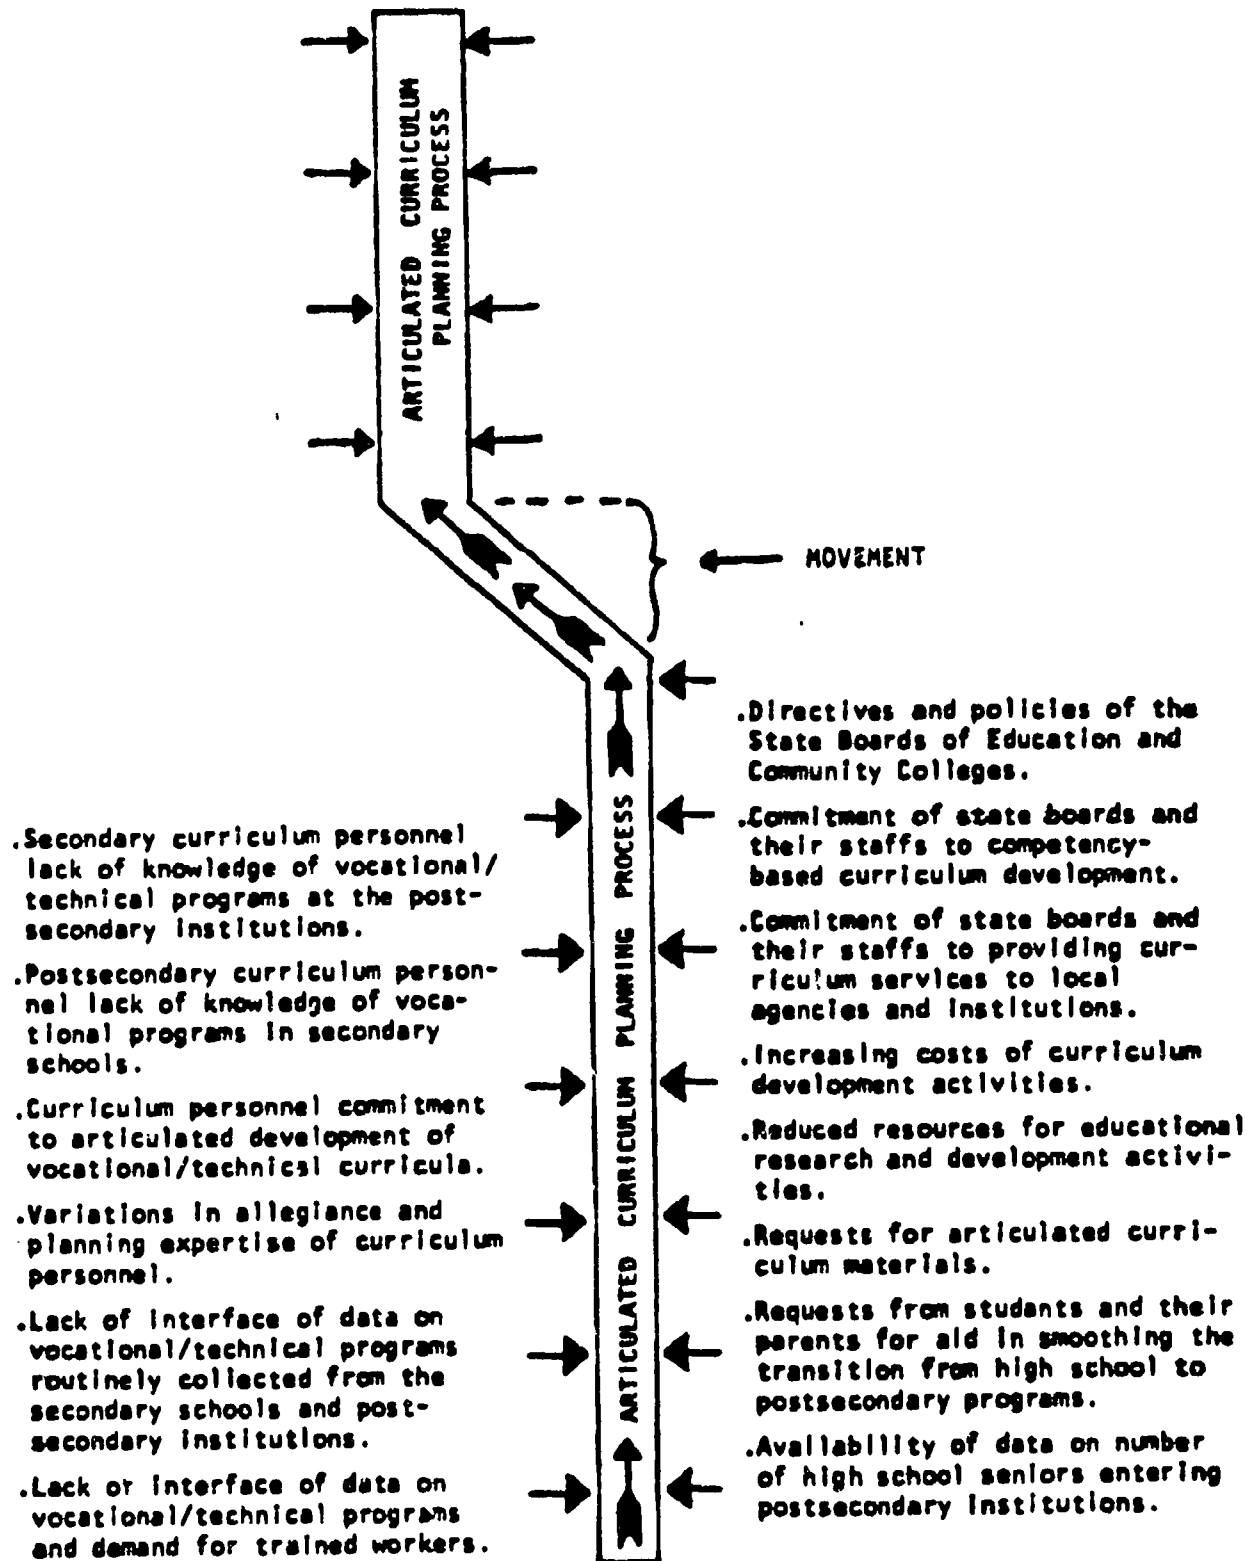 ARTICULATED CURRICULUM
PLANNING PROCESS
MOVEMENT
.Secondary curriculum personnel
lack of knowledge of vocational/
technical programs at the post-
secondary institutions.
.Postsecondary curriculum person-
nel lack of knowledge of voca-
tional programs in secondary
schools.
.Curriculum personnel commitment
to articulated development of
vocational/technical curricula.
.Variations in allegiance and
planning expertise of curriculum
personnel.
.Lack of interface of data on
vocational/technical programs
routinely collected from the
secondary schools and post-
secondary institutions.
.Lack of interface of data on
vocational/technical programs
and demand for trained workers.
ARTICULATED CURRICULUM PLANNING PROCESS
.Directives and policies of the
State Boards of Education and
Community Colleges.
.Commitment of state boards and
their staffs to competency-
based curriculum development.
.Commitment of state boards and
their staffs to providing cur-
riculum services to local
agencies and institutions.
.Increasing costs of curriculum
development activities.
.Reduced resources for educational
research and development activi-
ties.
.Requests for articulated curri-
culum materials.
.Requests from students and their
parents for aid in smoothing the
transition from high school to
postsecondary programs.
.Availability of data on number
of high school seniors entering
postsecondary institutions.